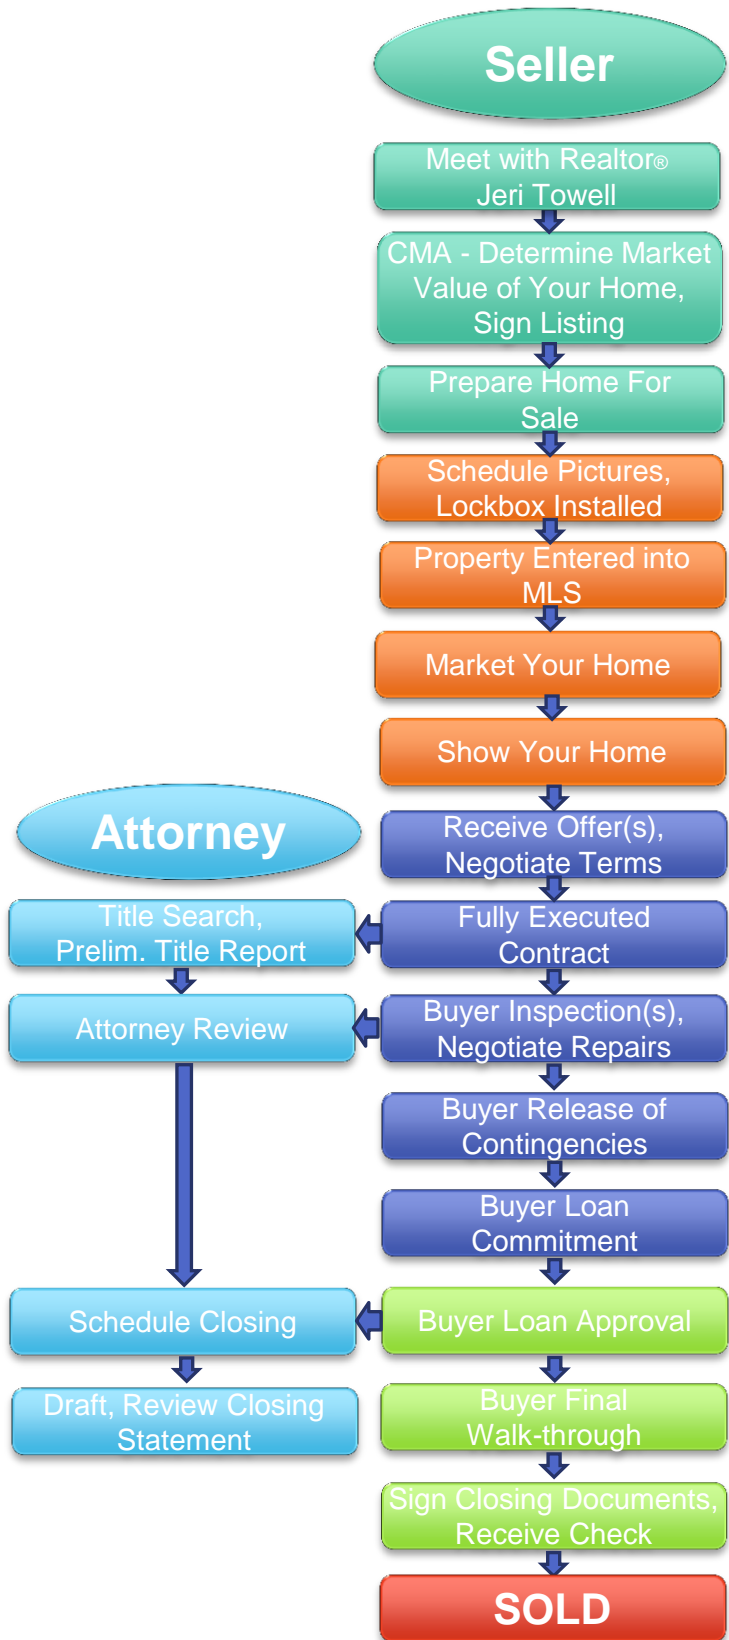 Seller
Meet with Realtor®
Jeri Towell
CMA - Determine Market
Value of Your Home,
Sign Listing
Prepare Home For
Sale
Schedule Pictures,
Lockbox Installed
Property Entered into
MLS
Market Your Home
Show Your Home
Attorney
Receive Offer(s),
Negotiate Terms
Title Search,
Prelim. Title Report
Fully Executed
Contract
Attorney Review
Buyer Inspection(s),
Negotiate Repairs
Buyer Release of
Contingencies
Buyer Loan
Commitment
Schedule Closing
Buyer Loan Approval
Draft, Review Closing
Statement
Buyer Final
Walk-through
Sign Closing Documents,
Receive Check
SOLD